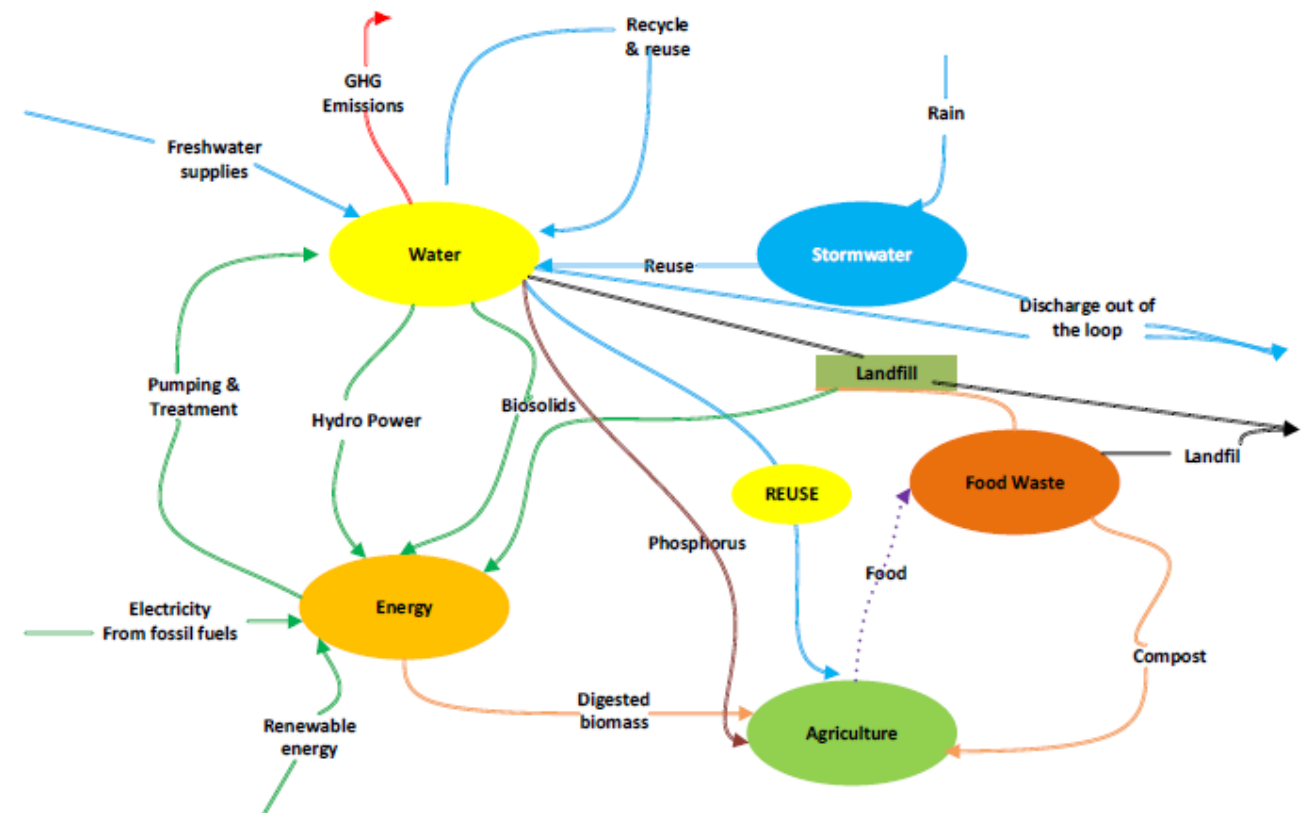 Recycle
& reuse
GHG
Emissions
Rain
Freshwater
supplies
Water
Stormwater
Reuse
Discharge out of
the loop
Landfill
Pumping &
Treatment
Biosolids
Hydro Power
Landfil
Food Waste
REUSE
Phosphorus
Food
Energy
Electricity
From fossil fuels
Compost
Digested
biomass
Renewable
energy
Agriculture